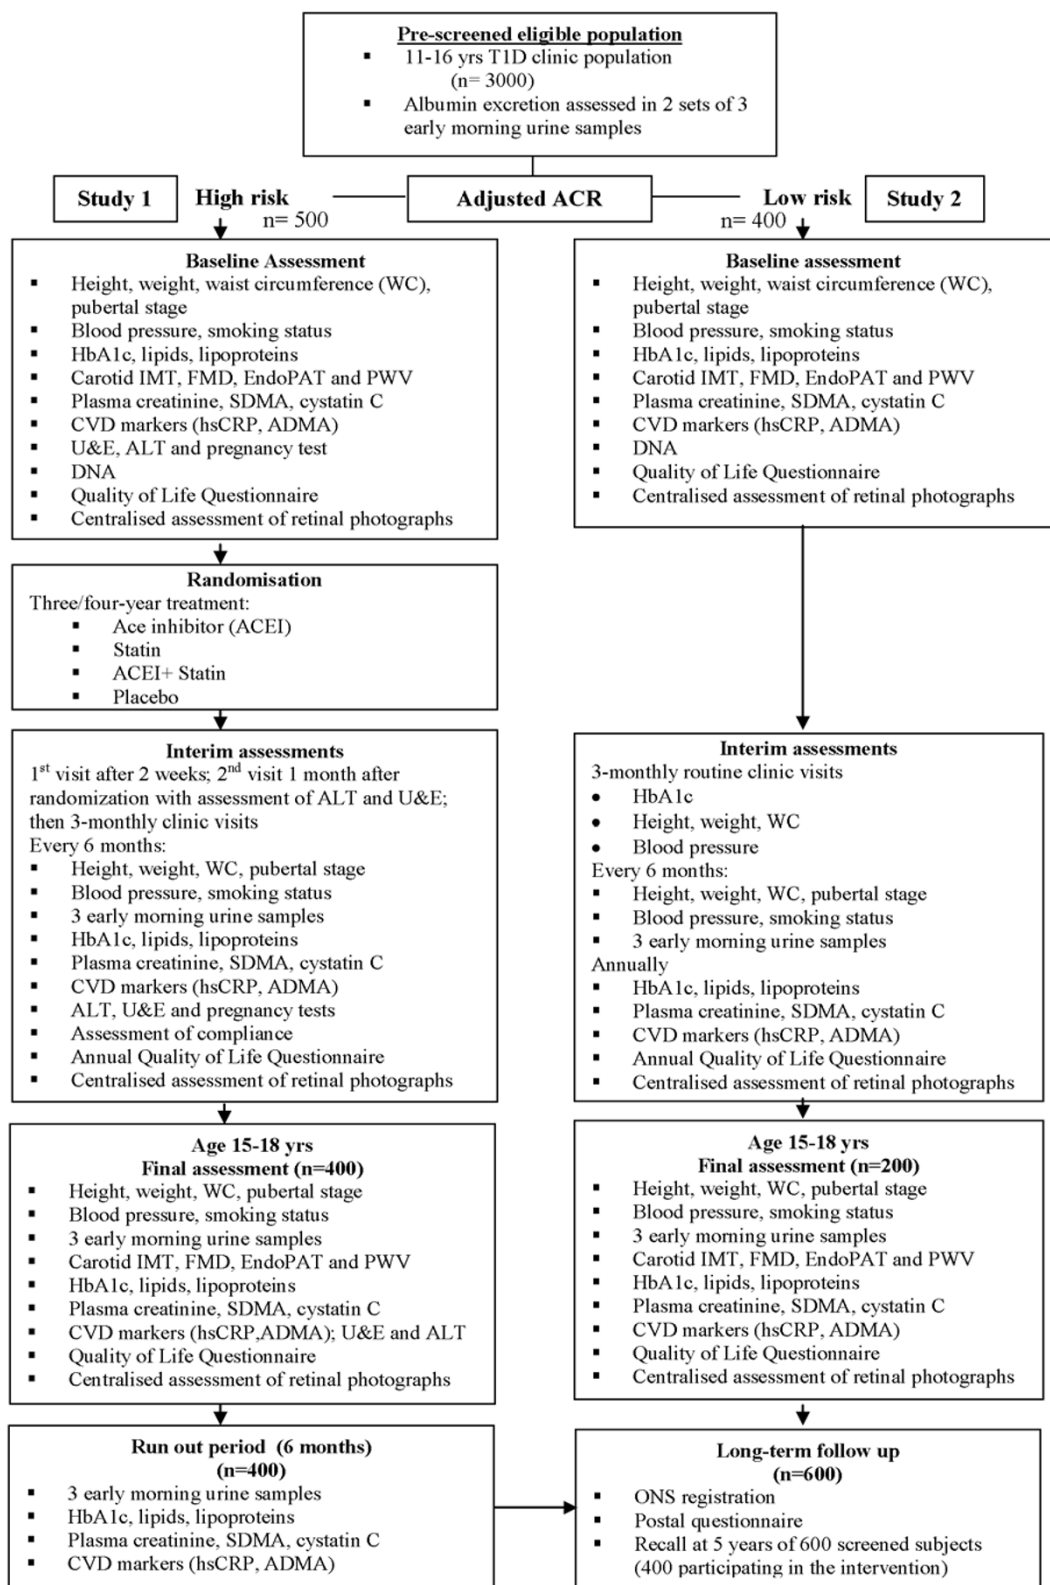 Pre-screened eligible population
▪ 11-16 yrs T1D clinic population
(n= 3000)
▪ Albumin excretion assessed in 2 sets of 3
early morning urine samples
Study 1
High risk
n= 500
Adjusted ACR
Low risk
n= 400
Study 2
Baseline Assessment
▪ Height, weight, waist circumference (WC),
pubertal stage
▪ Blood pressure, smoking status
▪ HbA1c, lipids, lipoproteins
▪ Carotid IMT, FMD, EndoPAT and PWV
▪ Plasma creatinine, SDMA, cystatin C
▪ CVD markers (hsCRP, ADMA)
▪ U&E, ALT and pregnancy test
▪ DNA
▪ Quality of Life Questionnaire
▪ Centralised assessment of retinal photographs
Randomisation
Three/four-year treatment:
▪ Ace inhibitor (ACEI)
▪ Statin
▪ ACEI+ Statin
▪ Placebo
Interim assessments
1st visit after 2 weeks; 2nd visit 1 month after
randomization with assessment of ALT and U&E;
then 3-monthly clinic visits
Every 6 months:
▪ Height, weight, WC, pubertal stage
▪ Blood pressure, smoking status
▪ 3 early morning urine samples
▪ HbA1c, lipids, lipoproteins
▪ Plasma creatinine, SDMA, cystatin C
▪ CVD markers (hsCRP, ADMA)
▪ ALT, U&E and pregnancy tests
▪ Assessment of compliance
▪ Annual Quality of Life Questionnaire
▪ Centralised assessment of retinal photographs
Age 15-18 yrs
Final assessment (n=400)
▪ Height, weight, WC, pubertal stage
▪ Blood pressure, smoking status
▪ 3 early morning urine samples
▪ Carotid IMT, FMD, EndoPAT and PWV
▪ HbA1c, lipids, lipoproteins
▪ Plasma creatinine, SDMA, cystatin C
▪ CVD markers (hsCRP,ADMA); U&E and ALT
▪ Quality of Life Questionnaire
▪ Centralised assessment of retinal photographs
Run out period (6 months)
(n=400)
▪ 3 early morning urine samples
▪ HbA1c, lipids, lipoproteins
▪ Plasma creatinine, SDMA, cystatin C
▪ CVD markers (hsCRP, ADMA)
Baseline assessment
▪ Height, weight, waist circumference (WC),
pubertal stage
▪ Blood pressure, smoking status
▪ HbA1c, lipids, lipoproteins
▪ Carotid IMT, FMD, EndoPAT and PWV
▪ Plasma creatinine, SDMA, cystatin C
▪ CVD markers (hsCRP, ADMA)
▪ DNA
▪ Quality of Life Questionnaire
▪ Centralised assessment of retinal photographs
Interim assessments
3-monthly routine clinic visits
● HbA1c
● Height, weight, WC
● Blood pressure
Every 6 months:
▪ Height, weight, WC, pubertal stage
▪ Blood pressure, smoking status
▪ 3 early morning urine samples
Annually
▪ HbA1c, lipids, lipoproteins
▪ Plasma creatinine, SDMA, cystatin C
▪ CVD markers (hsCRP, ADMA)
▪ Annual Quality of Life Questionnaire
▪ Centralised assessment of retinal photographs
Age 15-18 yrs
Final assessment (n=200)
▪ Height, weight, WC, pubertal stage
▪ Blood pressure, smoking status
▪ 3 early morning urine samples
▪ Carotid IMT, FMD, EndoPAT and PWV
▪ HbA1c, lipids, lipoproteins
▪ Plasma creatinine, SDMA, cystatin C
▪ CVD markers (hsCRP, ADMA)
▪ Quality of Life Questionnaire
▪ Centralised assessment of retinal photographs
Long-term follow up
(n=600)
▪ ONS registration
▪ Postal questionnaire
▪ Recall at 5 years of 600 screened subjects
(400 participating in the intervention)